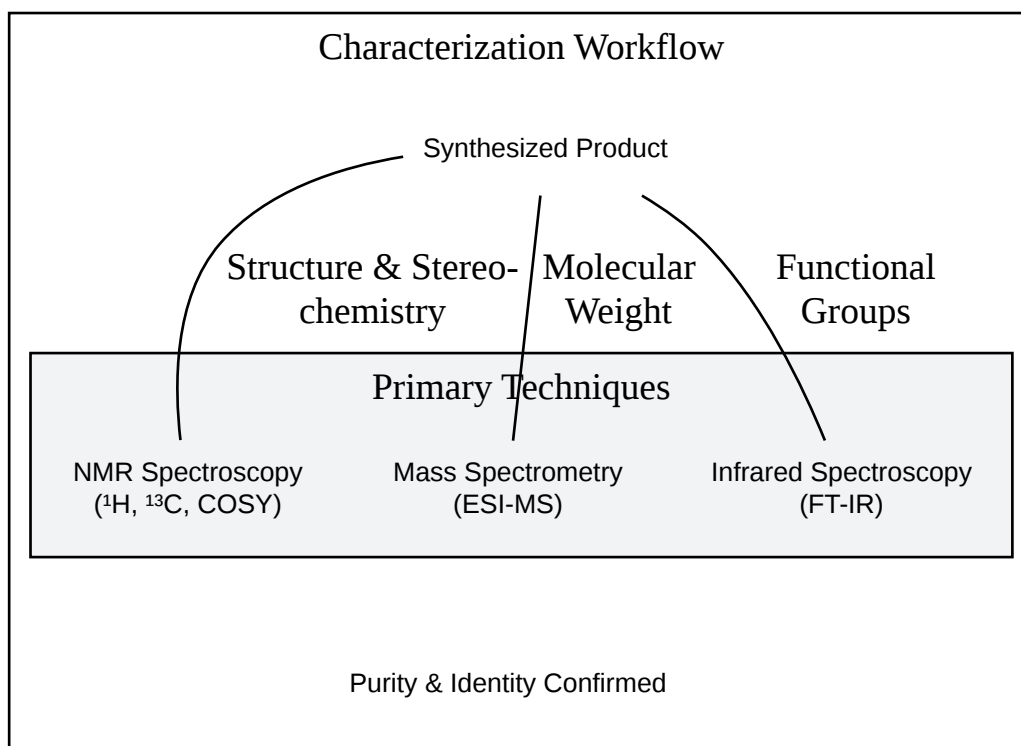 Characterization Workflow
Synthesized Product
Structure & Stereo-
chemistry
Molecular
Weight
Functional
Groups
Primary Techniques
NMR Spectroscopy
(¹H, ¹³C, COSY)
Mass Spectrometry
(ESI-MS)
Infrared Spectroscopy
(FT-IR)
Purity & Identity Confirmed